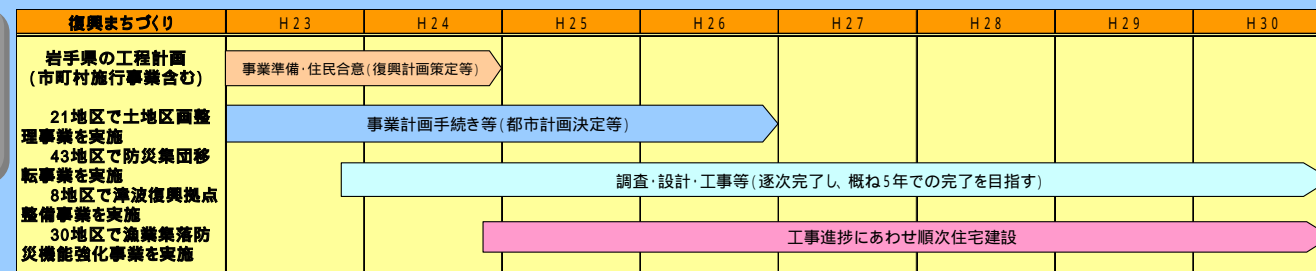 復興まちづくり H23 H24 H25 H26 H27 H28 H29 H30
岩手県の工程計画
(市町村施行事業含む)
事業準備・住民合意(復興計画策定等)
21地区で土地区画整
理事業を実施
43地区で防災集団移
転事業を実施
8地区で津波復興拠点
整備事業を実施
30地区で漁業集落防
災機能強化事業を実施
事業計画手続き等(都市計画決定等)
調査・設計・工事等(逐次完了し、概ね5年での完了を目指す)
工事進捗にあわせ順次住宅建設